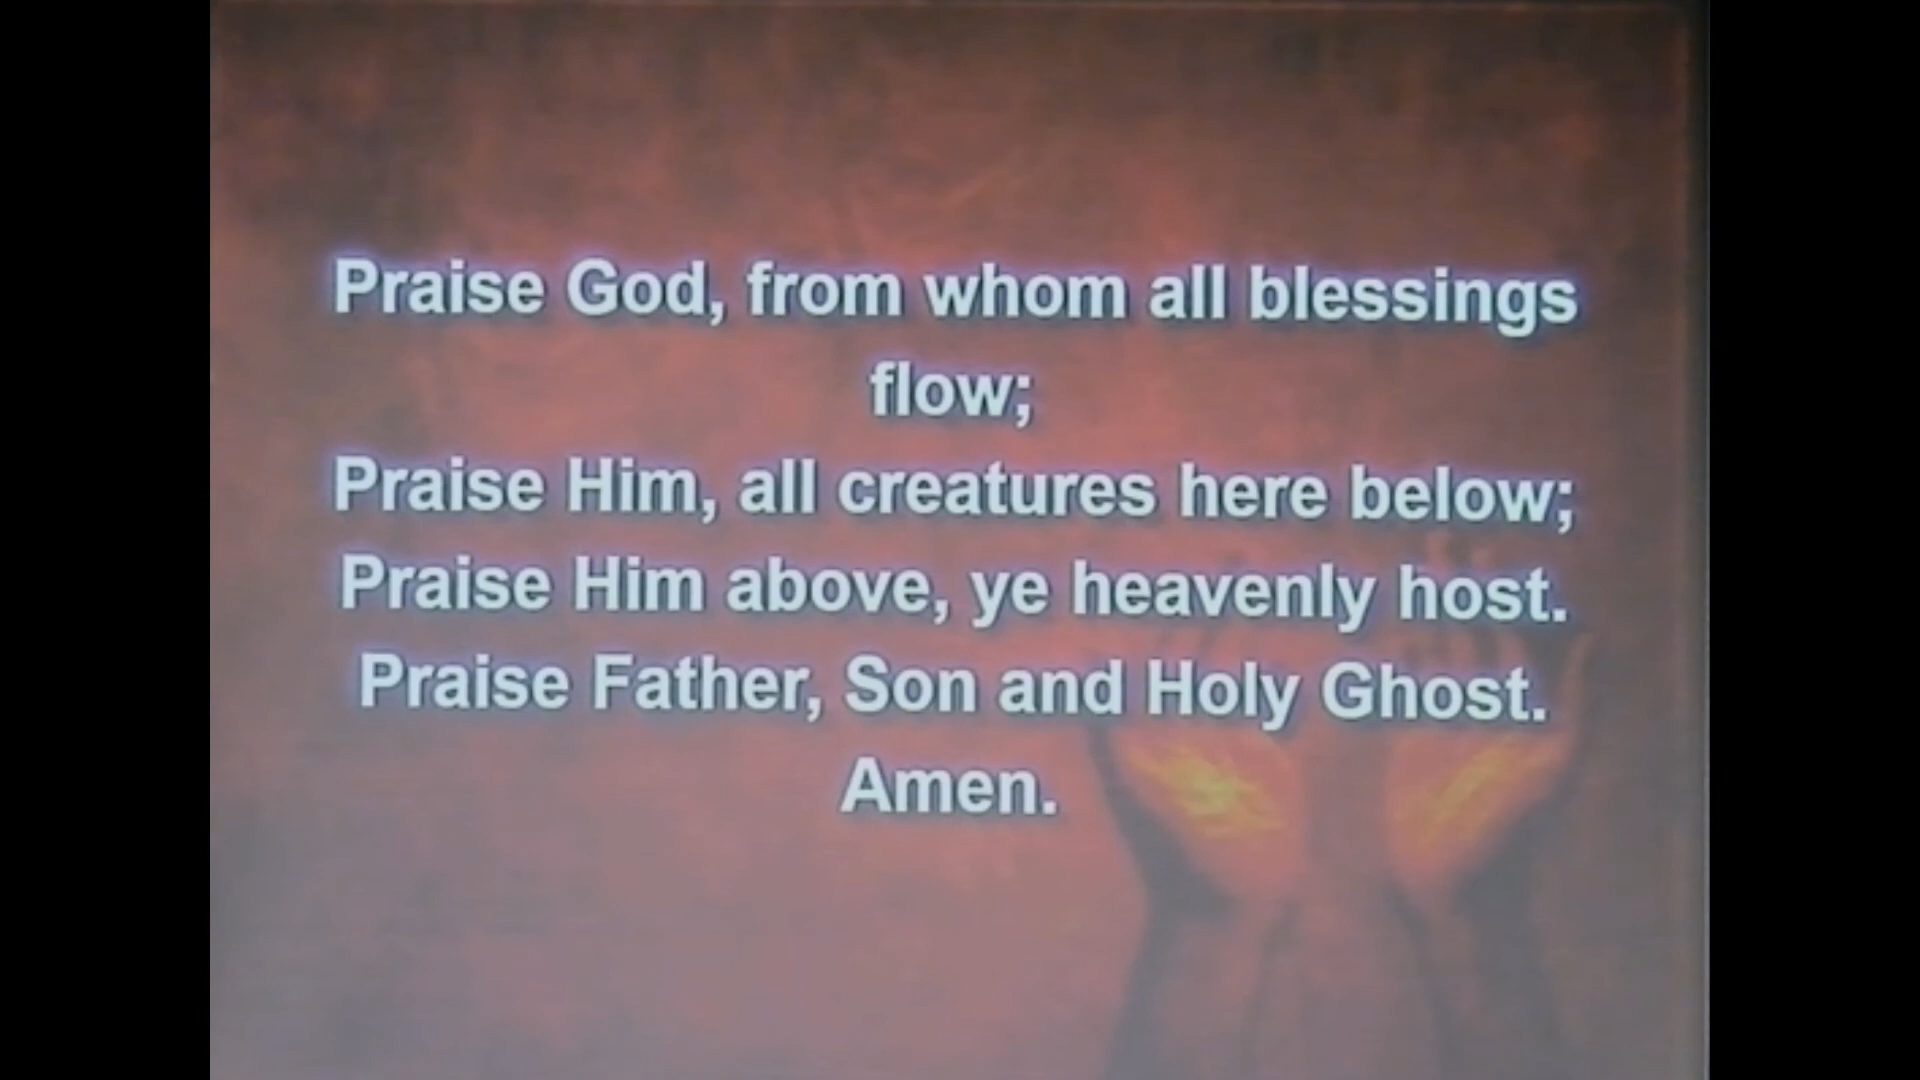 Praise God, from whom all blessings
flow;
Praise Him, all creatures here below;
Praise Him above, ye heavenly host.
Praise Father, Son and Holy Ghost.
Amen.